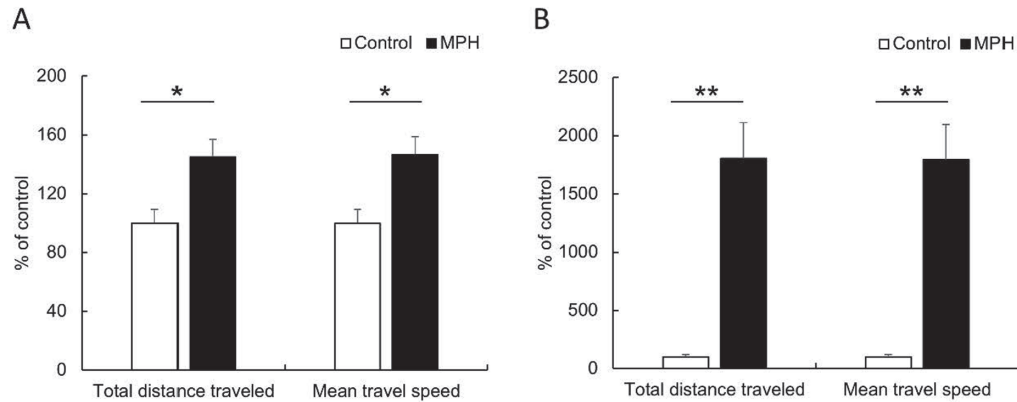 A
Control MPH
* *
200
160
120
80
40
0
% of control
Total distance traveled Mean travel speed
B
Control MPH
** **
2500
2000
1500
1000
500
0
% of control
Total distance traveled Mean travel speed